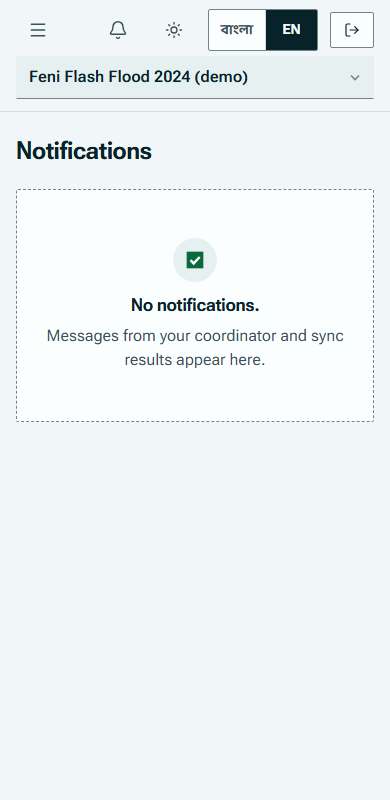 বাংলা EN
Feni Flash Flood 2024 (demo)
Notifications
No notifications.
Messages from your coordinator and sync
results appear here.